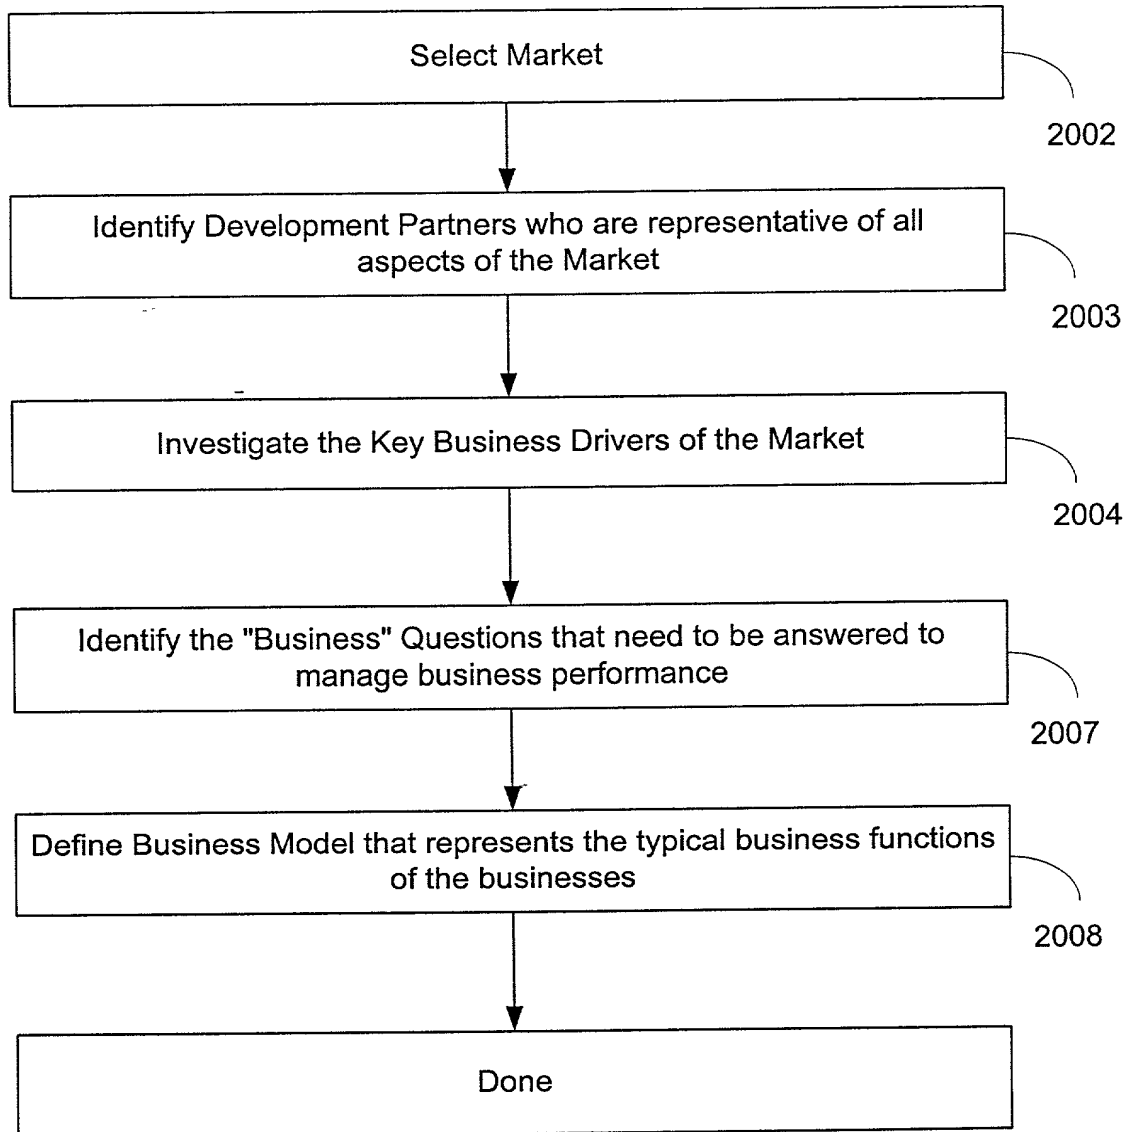 Select Market
2002
Identify Development Partners who are representative of all
aspects of the Market
2003
Investigate the Key Business Drivers of the Market
2004
Identify the "Business" Questions that need to be answered to
manage business performance
2007
Define Business Model that represents the typical business functions
of the businesses
2008
Done